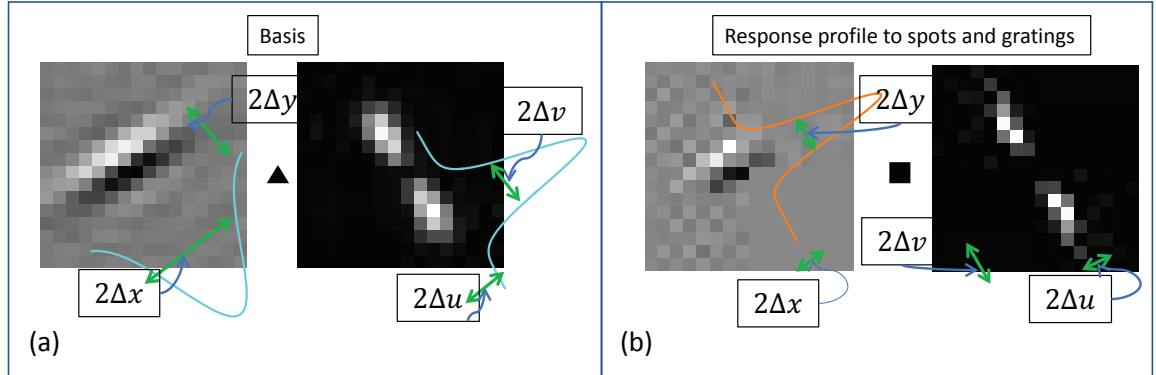 Basis
2Δy
2Δv
2Δx
2Δu
(a)
Response profile to spots and gratings
2Δy
2Δv
2Δx
2Δu
(b)